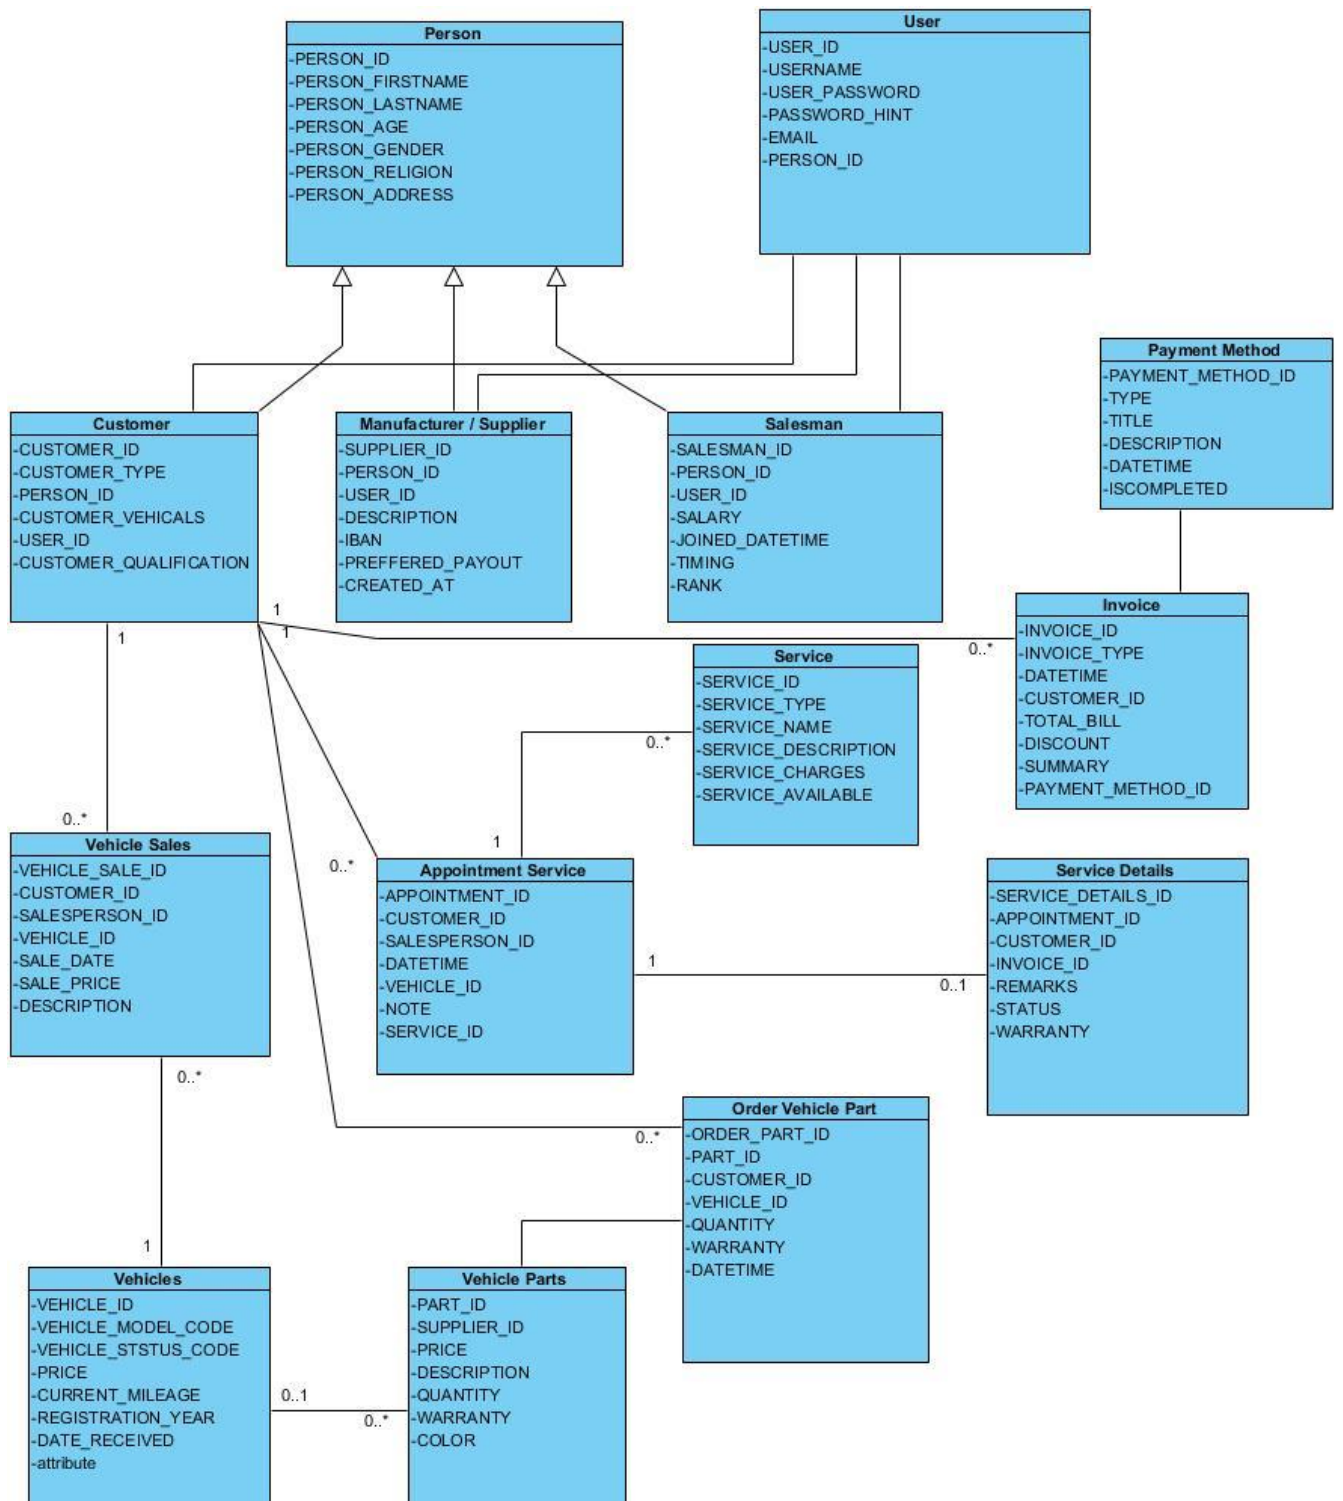 Person
-PERSON_ID
-PERSON_FIRSTNAME
-PERSON_LASTNAME
-PERSON_AGE
-PERSON_GENDER
-PERSON_RELIGION
-PERSON_ADDRESS
User
-USER_ID
-USERNAME
-USER_PASSWORD
-PASSWORD_HINT
-EMAIL
-PERSON_ID
Payment Method
-PAYMENT_METHOD_ID
-TYPE
-TITLE
-DESCRIPTION
-DATETIME
-ISCOMPLETED
Customer
-CUSTOMER_ID
-CUSTOMER_TYPE
-PERSON_ID
-CUSTOMER_VEHICALS
-USER_ID
-CUSTOMER_QUALIFICATION
Manufacturer / Supplier
-SUPPLIER_ID
-PERSON_ID
-USER_ID
-DESCRIPTION
-IBAN
-PREFFERED_PAYOUT
-CREATED_AT
Salesman
-SALESMAN_ID
-PERSON_ID
-USER_ID
-SALARY
-JOINED_DATETIME
-TIMING
-RANK
Invoice
-INVOICE_ID
-INVOICE_TYPE
-DATETIME
-CUSTOMER_ID
-TOTAL_BILL
-DISCOUNT
-SUMMARY
-PAYMENT_METHOD_ID
1
1
1
0..*
Service
-SERVICE_ID
-SERVICE_TYPE
-SERVICE_NAME
-SERVICE_DESCRIPTION
-SERVICE_CHARGES
-SERVICE_AVAILABLE
0..*
1
0..*
0..*
Vehicle Sales
-VEHICLE_SALE_ID
-CUSTOMER_ID
-SALESPERSON_ID
-VEHICLE_ID
-SALE_DATE
-SALE_PRICE
-DESCRIPTION
Appointment Service
-APPOINTMENT_ID
-CUSTOMER_ID
-SALESPERSON_ID
-DATETIME
-VEHICLE_ID
-NOTE
-SERVICE_ID
1
0..1
Service Details
-SERVICE_DETAILS_ID
-APPOINTMENT_ID
-CUSTOMER_ID
-INVOICE_ID
-REMARKS
-STATUS
-WARRANTY
0..*
1
0..*
Order Vehicle Part
-ORDER_PART_ID
-PART_ID
-CUSTOMER_ID
-VEHICLE_ID
-QUANTITY
-WARRANTY
-DATETIME
Vehicles
-VEHICLE_ID
-VEHICLE_MODEL_CODE
-VEHICLE_STSTUS_CODE
-PRICE
-CURRENT_MILEAGE
-REGISTRATION_YEAR
-DATE_RECEIVED
-attribute
0..1
0..*
Vehicle Parts
-PART_ID
-SUPPLIER_ID
-PRICE
-DESCRIPTION
-QUANTITY
-WARRANTY
-COLOR